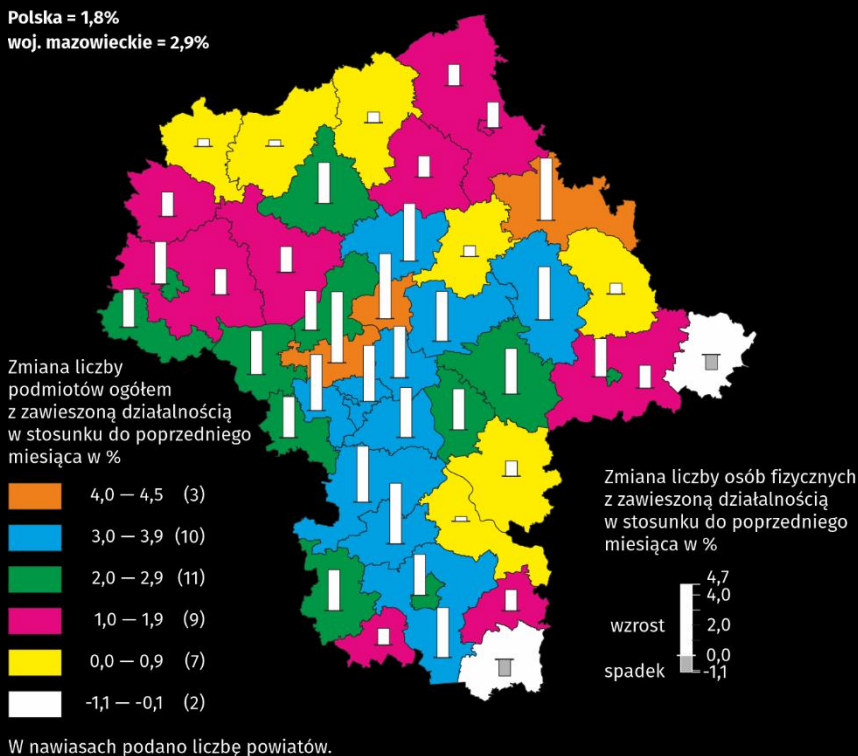 Polska = 1,8%
woj. mazowieckie = 2,9%
Zmiana liczby
podmiotów ogółem
z zawieszoną działalnością
w stosunku do poprzedniego
miesiąca w %
4,0 — 4,5 (3)
3,0 — 3,9 (10)
2,0 — 2,9 (11)
1,0 — 1,9 (9)
0,0 — 0,9 (7)
-1,1 — -0,1 (2)
W nawiasach podano liczbę powiatów.
Zmiana liczby osób fizycznych
z zawieszoną działalnością
w stosunku do poprzedniego
miesiąca w %
4,7
4,0
wzrost 2,0
0,0
spadek -1,1